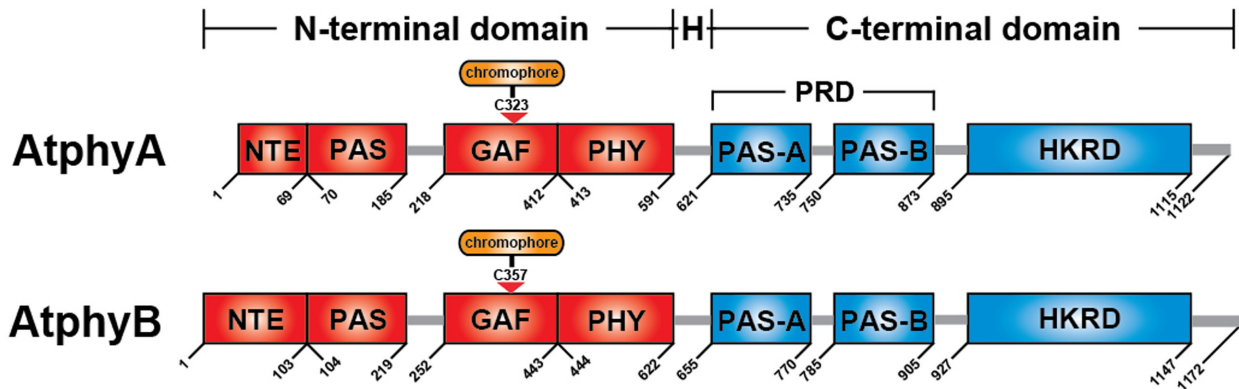 N-terminal domain H C-terminal domain
chromophore
C323
PRD
AtphyA NTE PAS GAF PHY PAS-A PAS-B HKRD
1 69 70 185 218 412 413 591 621 735 750 873 895 1115 1122
chromophore
C357
AtphyB NTE PAS GAF PHY PAS-A PAS-B HKRD
1 103 104 219 252 443 444 622 655 770 785 905 927 1147 1172